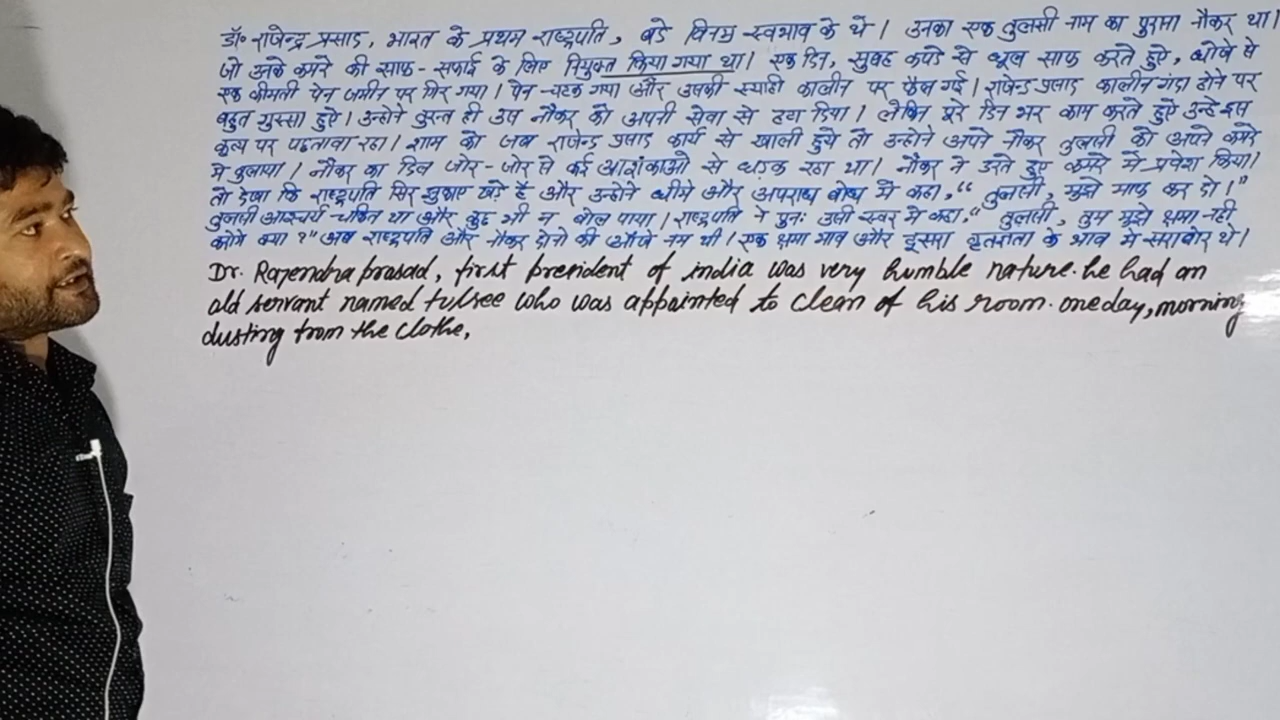 डॉ० राजेन्द्र प्रसाद, भारत के प्रथम राष्ट्रपति, बडे विनम्र स्वभाव के थे। उनका एक तुलसी नाम का पुराना नौकर था।
जो उनके कमरे की साफ-सफाई के लिए नियुक्त किया गया था। एक दिन, सुबह कपडे से धूल साफ करते हुए, धोखे से
एक कीमती पेन जमीन पर गिर गया। पेन चटक गया और उसकी स्याही कालीन पर फैल गई। राजेन्द्र प्रसाद कालीन गंदा होने पर
बहुत गुस्सा हुऐ। उन्होने तुरन्त ही उस नौकर को अपनी सेवा से हटा दिया। लेकिन पूरे दिन भर काम करते हुऐ उन्हे इस
कृत्य पर पछतावा रहा। शाम को जब राजेन्द्र प्रसाद कार्य से खाली हुये तो उन्होने अपने नौकर तुलसी को अपने कमरे
मे बुलाया। नौकर का दिल जोर-जोर से कई आशंकाओ से धड़क रहा था। नौकर ने डरते हुए कमरे मे प्रवेश किया।
तो देखा कि राष्ट्रपति सिर झुकाए खड़े है और उन्होने धीमे और अपराध बोध मे कहा, “तुलसी, मुझे माफ कर दो।”
तुलसी आश्चर्य-चकित था और कुछ भी न बोल पाया। राष्ट्रपति ने पुनः उसी स्वर मे कहा, “तुलसी, तुम मुझे क्षमा नही
करोगे क्या ?” अब राष्ट्रपति और नौकर दोनो की आँखे नम थी। एक क्षमा भाव और दूसरा कृतज्ञता के भाव मे सराबोर थे।
Dr. Rajendra prasad, first president of india was very humble nature. he had an
old servant named tulsee who was appainted to clean of his room. one day, morning
dusting from the clothe,